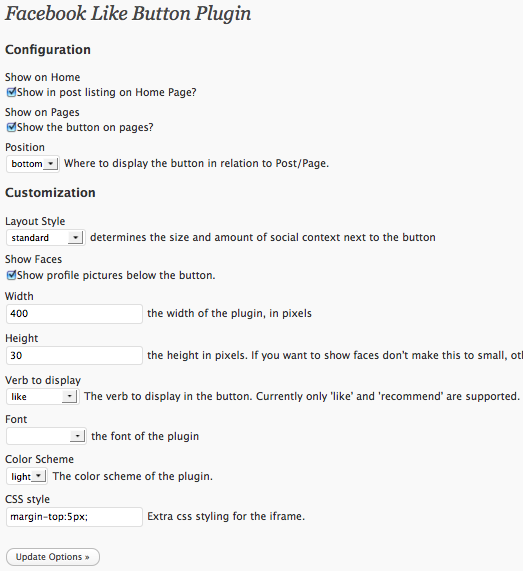 Facebook Like Button Plugin
Configuration
Show on Home
Show in post listing on Home Page?
Show on Pages
Show the button on pages?
Position
bottom Where to display the button in relation to Post/Page.
Customization
Layout Style
standard determines the size and amount of social context next to the button
Show Faces
Show profile pictures below the button.
Width
400 the width of the plugin, in pixels
Height
30 the height in pixels. If you want to show faces don't make this to small, ot
Verb to display
like The verb to display in the button. Currently only 'like' and 'recommend' are supported.
Font
the font of the plugin
Color Scheme
light The color scheme of the plugin.
CSS style
margin-top:5px; Extra css styling for the iframe.
Update Options »